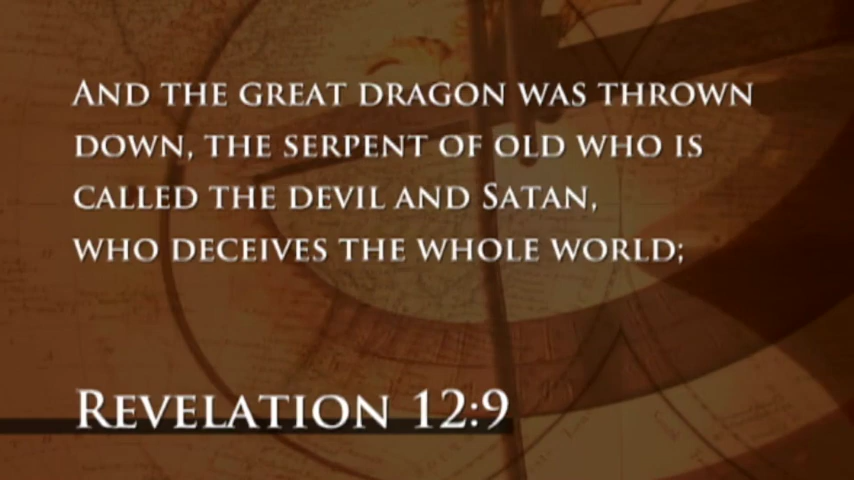 And the great dragon was thrown
down, the serpent of old who is
called the devil and Satan,
who deceives the whole world;
Revelation 12:9